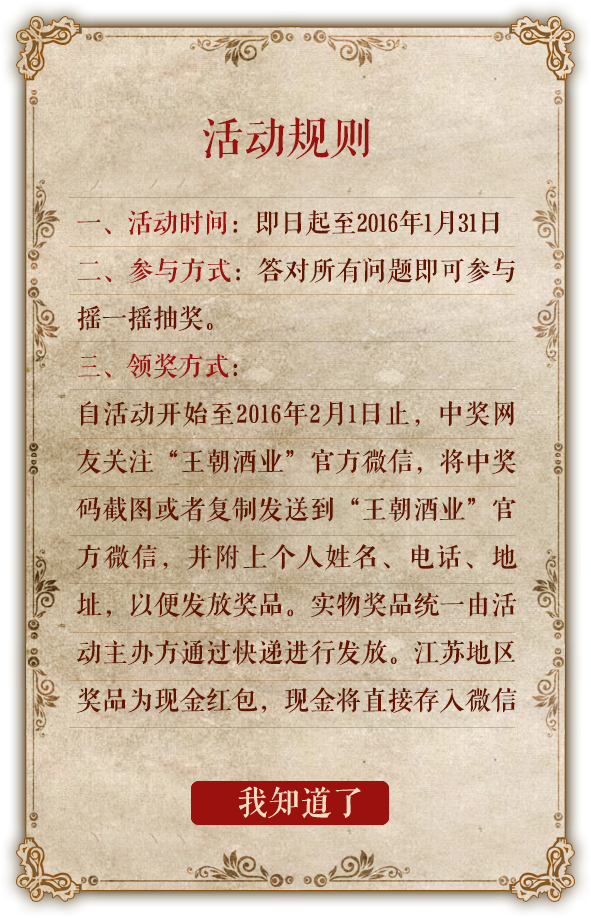 活动规则
一、活动时间：即日起至2016年1月31日
二、参与方式：答对所有问题即可参与
摇一摇抽奖。
三、领奖方式：
自活动开始至2016年2月1日止，中奖网
友关注“王朝酒业”官方微信，将中奖
码截图或者复制发送到“王朝酒业”官
方微信，并附上个人姓名、电话、地
址，以便发放奖品。实物奖品统一由活
动主办方通过快递进行发放。江苏地区
奖品为现金红包，现金将直接存入微信
我知道了